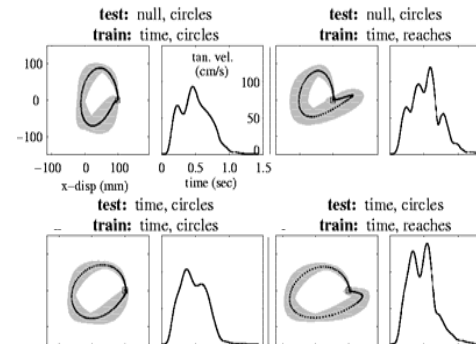 test: null, circles
train: time, circles
test: null, circles
train: time, reaches
100
0
−100
tan. vel.
(cm/s)
100
50
0
−100 0 100
x−disp (mm)
0 0.5 1.0 1.5
time (sec)
test: time, circles
train: time, circles
test: time, circles
train: time, reaches